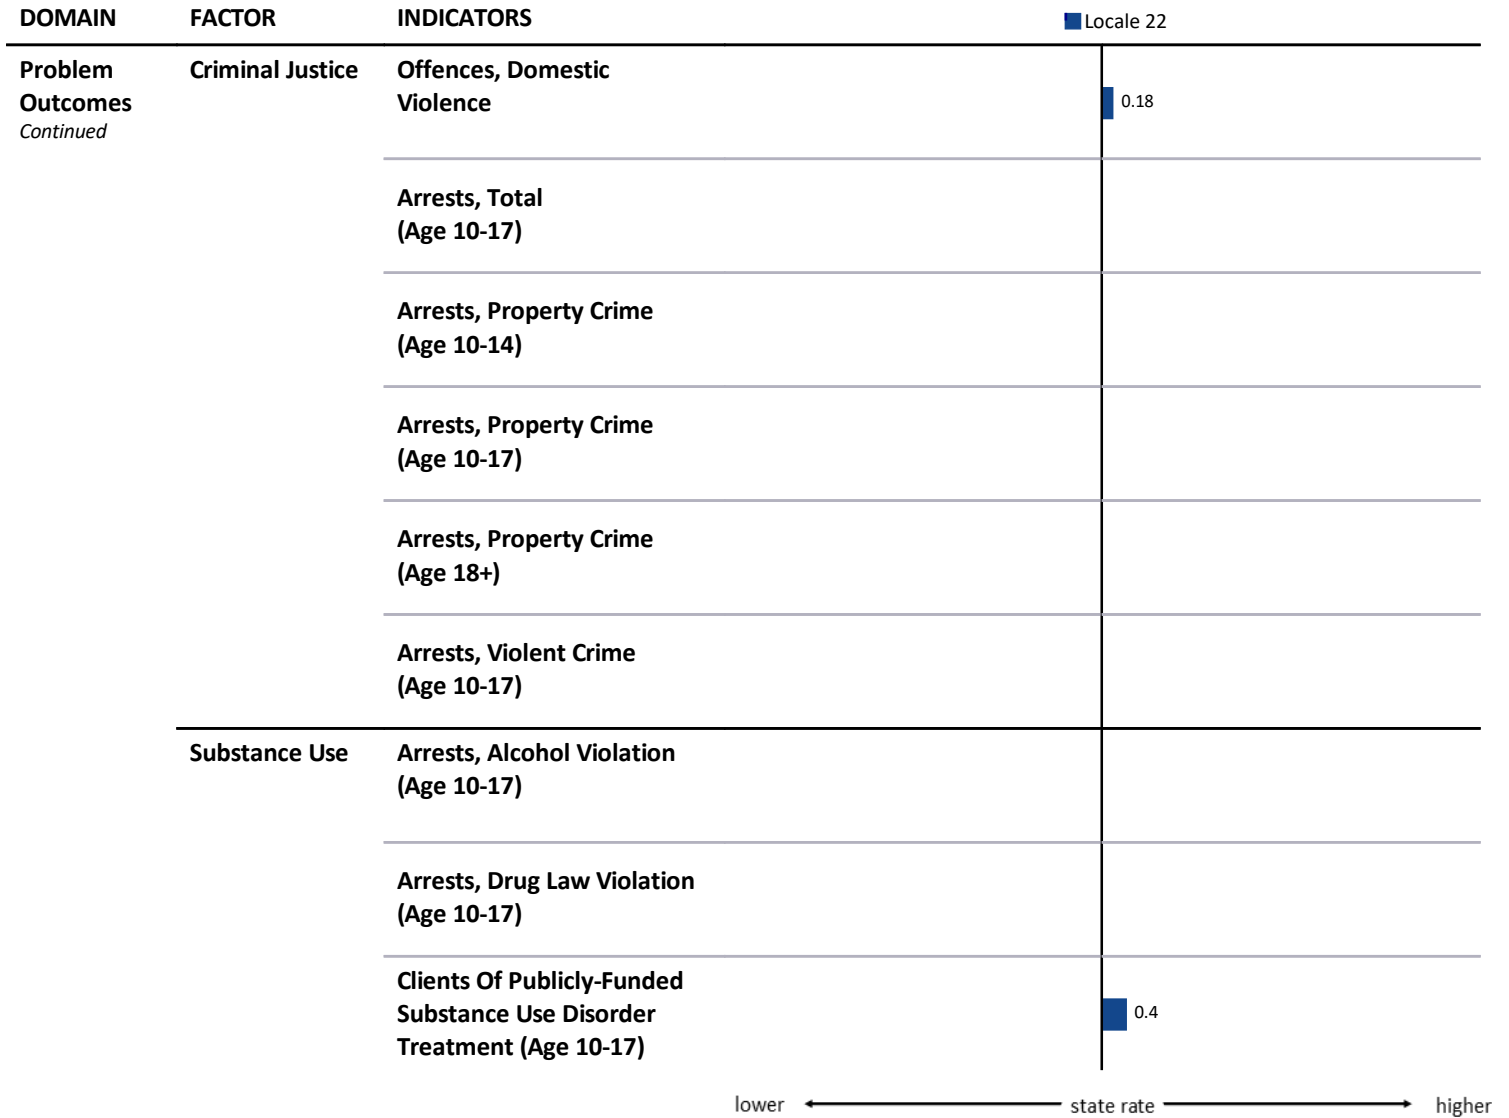 DOMAIN FACTOR INDICATORS Locale 22
Problem Outcomes Continued
Criminal Justice
Offences, Domestic
Violence
0.18
Arrests, Total
(Age 10-17)
Arrests, Property Crime
(Age 10-14)
Arrests, Property Crime
(Age 10-17)
Arrests, Property Crime
(Age 18+)
Arrests, Violent Crime
(Age 10-17)
Substance Use
Arrests, Alcohol Violation
(Age 10-17)
Arrests, Drug Law Violation
(Age 10-17)
Clients Of Publicly-Funded
Substance Use Disorder
Treatment (Age 10-17)
0.4
lower state rate higher